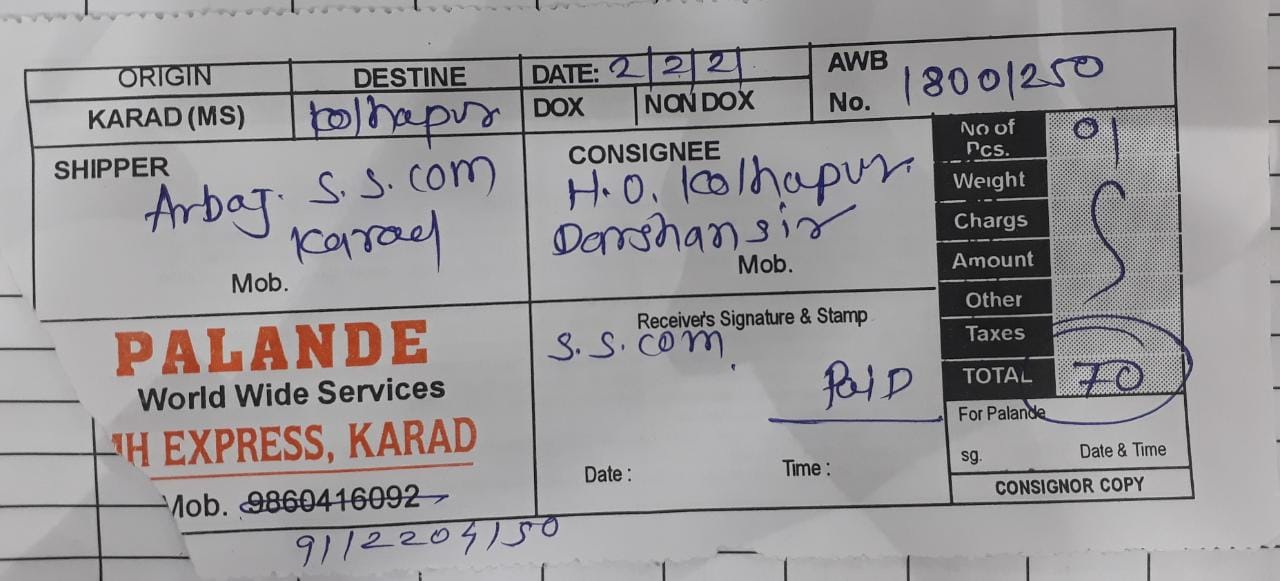 ORIGIN DESTINE DATE: 2/2/21 AWB No. 18001250
KARAD (MS) Kolhapur DOX NON DOX
SHIPPER
Arbaj. S. S. com
Karad
Mob.
CONSIGNEE
H.O. Kolhapur.
Darshan sir
Mob.
No of Pcs. 01
Weight
Chargs
Amount
Other
Taxes
TOTAL 70
PALANDE
World Wide Services
H EXPRESS, KARAD
Mob. 9860416092
9112204150
Receiver's Signature & Stamp
S. S. com.
PaiD
Date : Time :
For Palande
sg. Date & Time
CONSIGNOR COPY